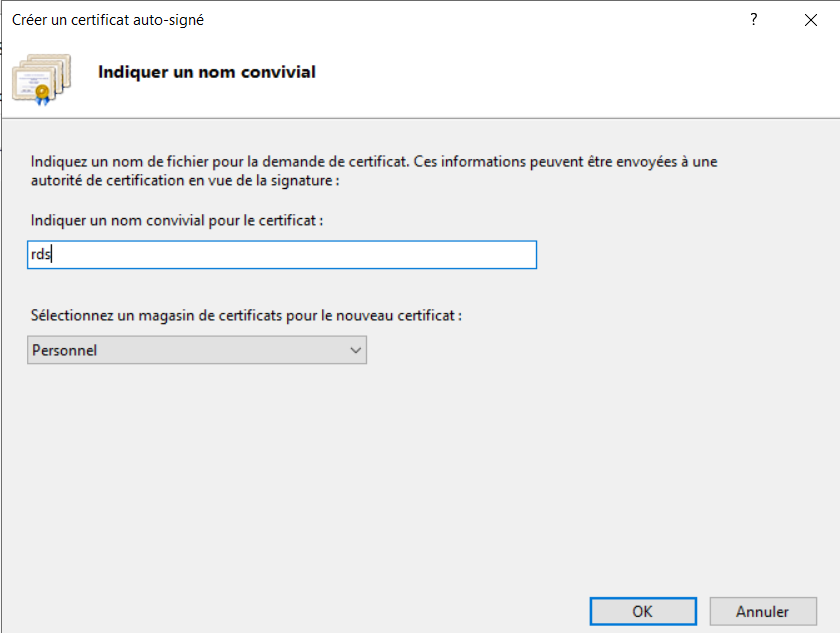 Créer un certificat auto-signé
?
Indiquer un nom convivial
Indiquez un nom de fichier pour la demande de certificat. Ces informations peuvent être envoyées à une
autorité de certification en vue de la signature :
Indiquer un nom convivial pour le certificat :
rds
Sélectionnez un magasin de certificats pour le nouveau certificat :
Personnel
OK Annuler